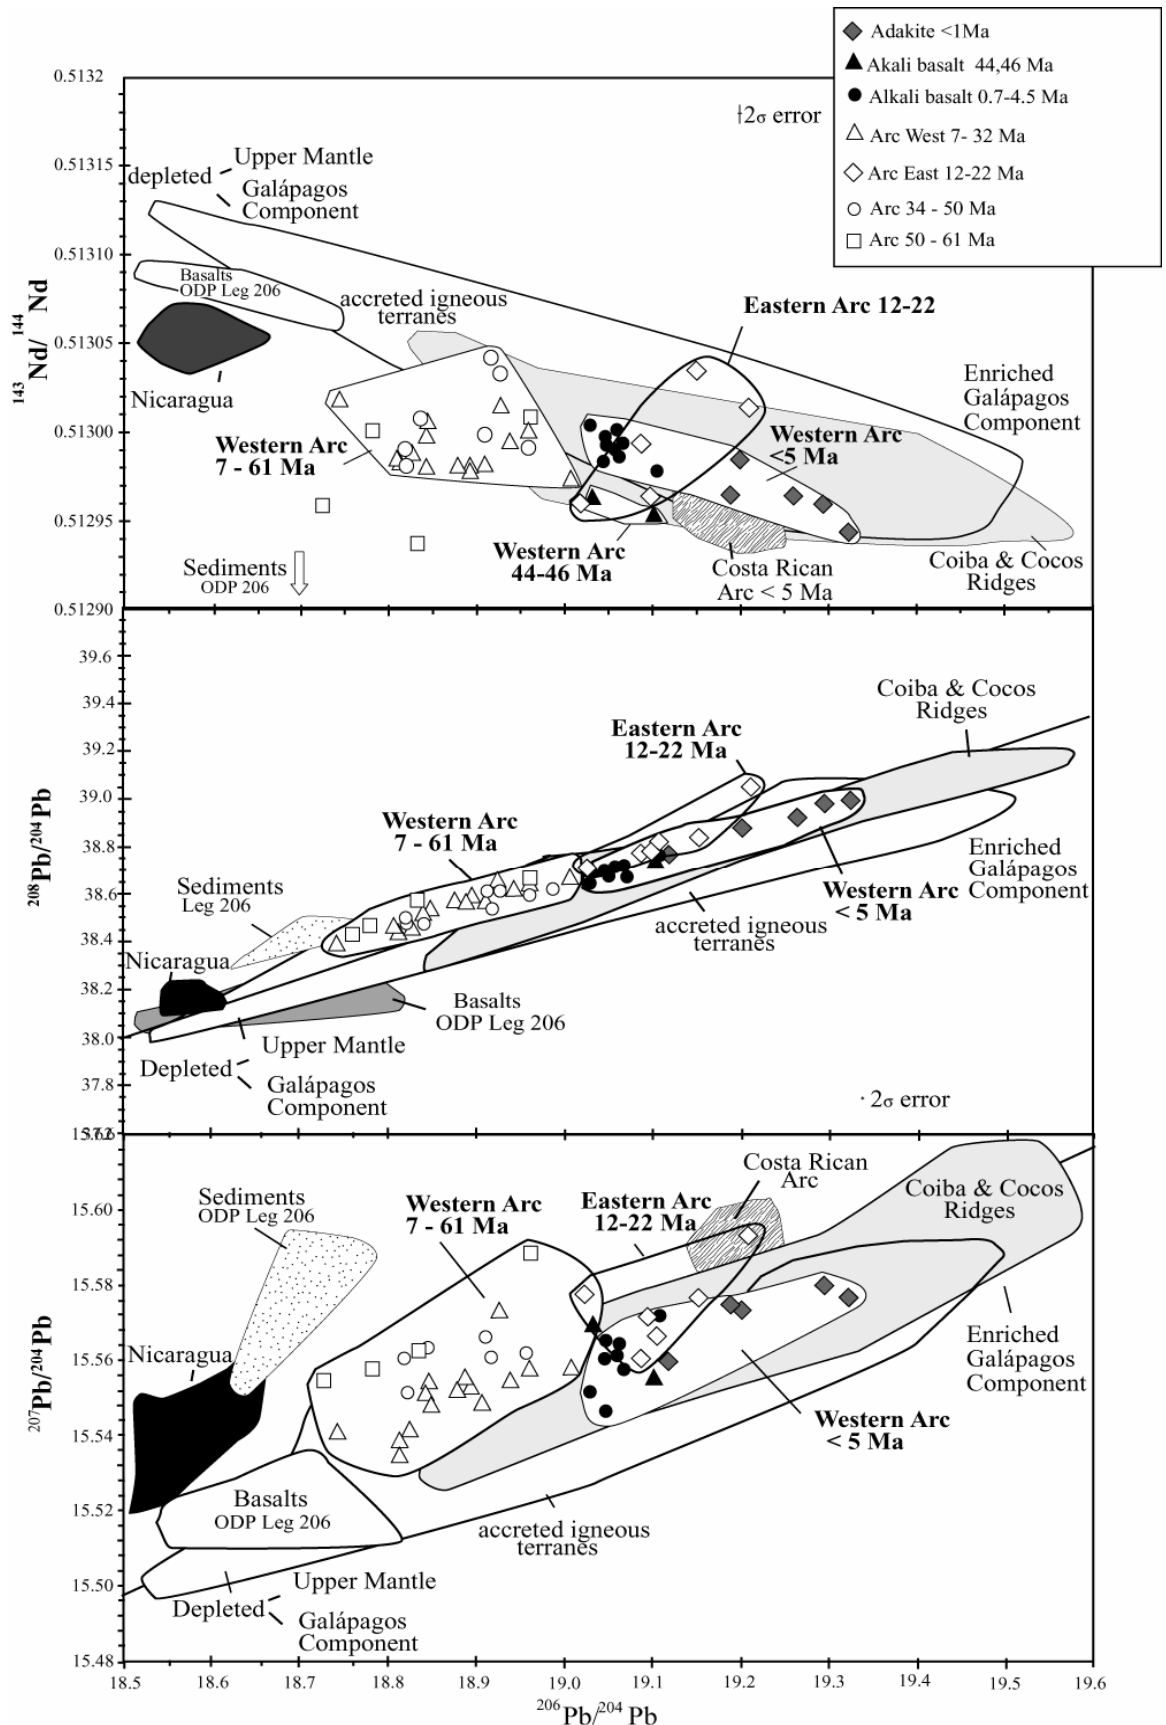 Adakite <1Ma
Akali basalt 44,46 Ma
Alkali basalt 0.7-4.5 Ma
Arc West 7- 32 Ma
Arc East 12-22 Ma
Arc 34 - 50 Ma
Arc 50 - 61 Ma
143Nd/ 144 Nd
0.5132
0.51315
0.51310
0.51305
0.51300
0.51295
0.51290
2σ error
depleted
Upper Mantle
Galápagos
Component
Basalts
ODP Leg 206
accreted igneous
terranes
Eastern Arc 12-22
Nicaragua
Enriched
Galápagos
Component
Western Arc
7 - 61 Ma
Western Arc
<5 Ma
Sediments
ODP 206
Western Arc
44-46 Ma
Costa Rican
Arc < 5 Ma
Coiba & Cocos
Ridges
208Pb/204Pb
39.6
39.4
39.2
39.0
38.8
38.6
38.4
38.2
38.0
37.8
Coiba & Cocos
Ridges
Eastern Arc
12-22 Ma
Western Arc
7 - 61 Ma
Enriched
Galápagos
Component
Sediments
Leg 206
Western Arc
< 5 Ma
accreted igneous
terranes
Nicaragua
Basalts
ODP Leg 206
Depleted
Upper Mantle
Galápagos
Component
2σ error
207Pb/204Pb
15.60
15.58
15.56
15.54
15.52
15.50
15.48
Costa Rican
Arc
Sediments
ODP Leg 206
Western Arc
7 - 61 Ma
Eastern Arc
12-22 Ma
Coiba & Cocos
Ridges
Nicaragua
Enriched
Galápagos
Component
Western Arc
< 5 Ma
Basalts
ODP Leg 206
accreted igneous
terranes
Depleted
Upper Mantle
Galápagos
Component
18.5 18.6 18.7 18.8 18.9 19.0 19.1 19.2 19.3 19.4 19.5 19.6
206Pb/204 Pb